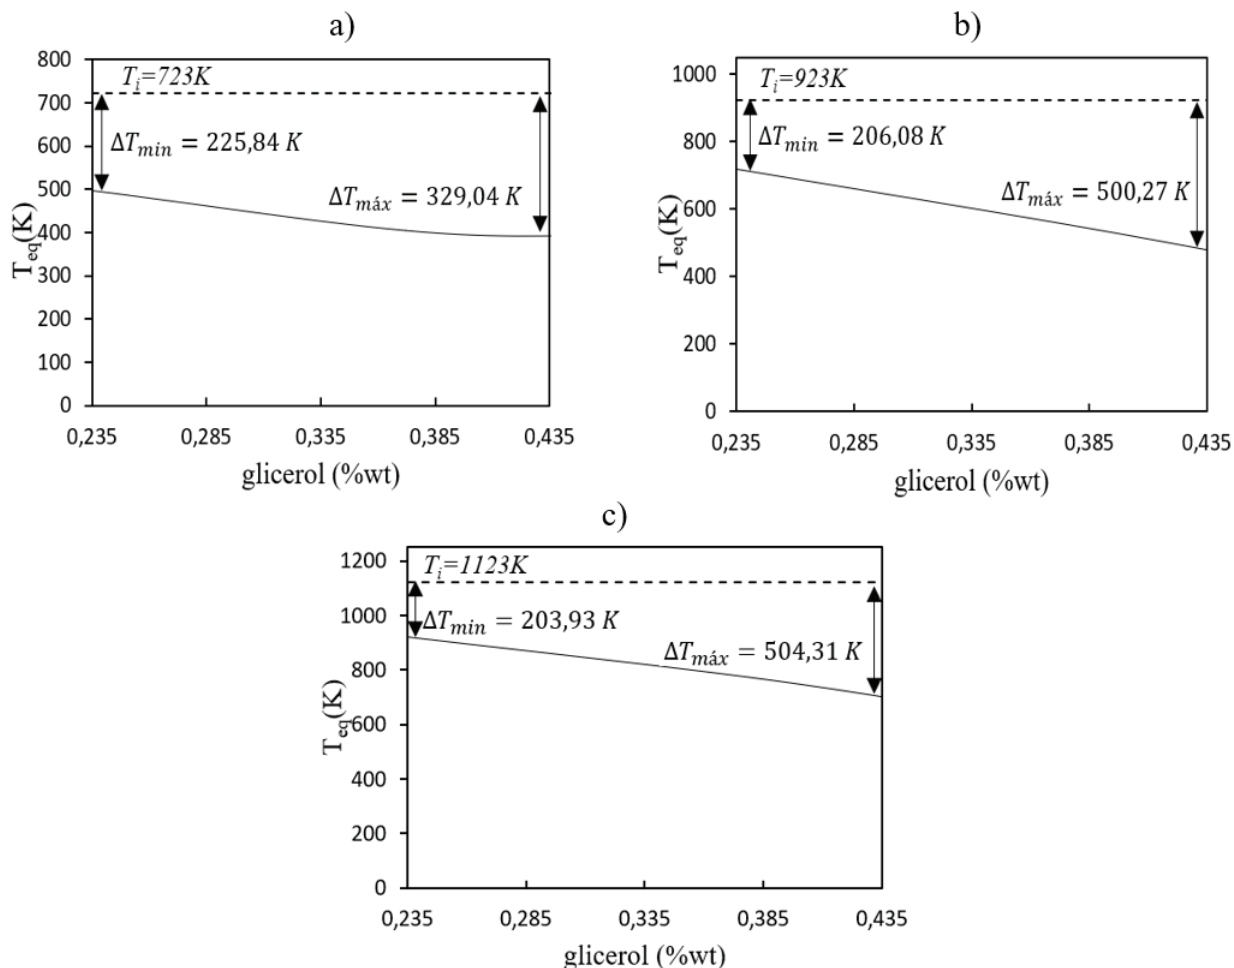 a)
800
700
600
500
400
300
200
100
0
T_eq(K)
T_i=723K
ΔT_min = 225,84 K
ΔT_máx = 329,04 K
0,235 0,285 0,335 0,385 0,435
glicerol (%wt)
b)
1000
800
600
400
200
0
T_eq(K)
T_i=923K
ΔT_min = 206,08 K
ΔT_máx = 500,27 K
0,235 0,285 0,335 0,385 0,435
glicerol (%wt)
c)
1200
1000
800
600
400
200
0
T_eq(K)
T_i=1123K
ΔT_min = 203,93 K
ΔT_máx = 504,31 K
0,235 0,285 0,335 0,385 0,435
glicerol (%wt)